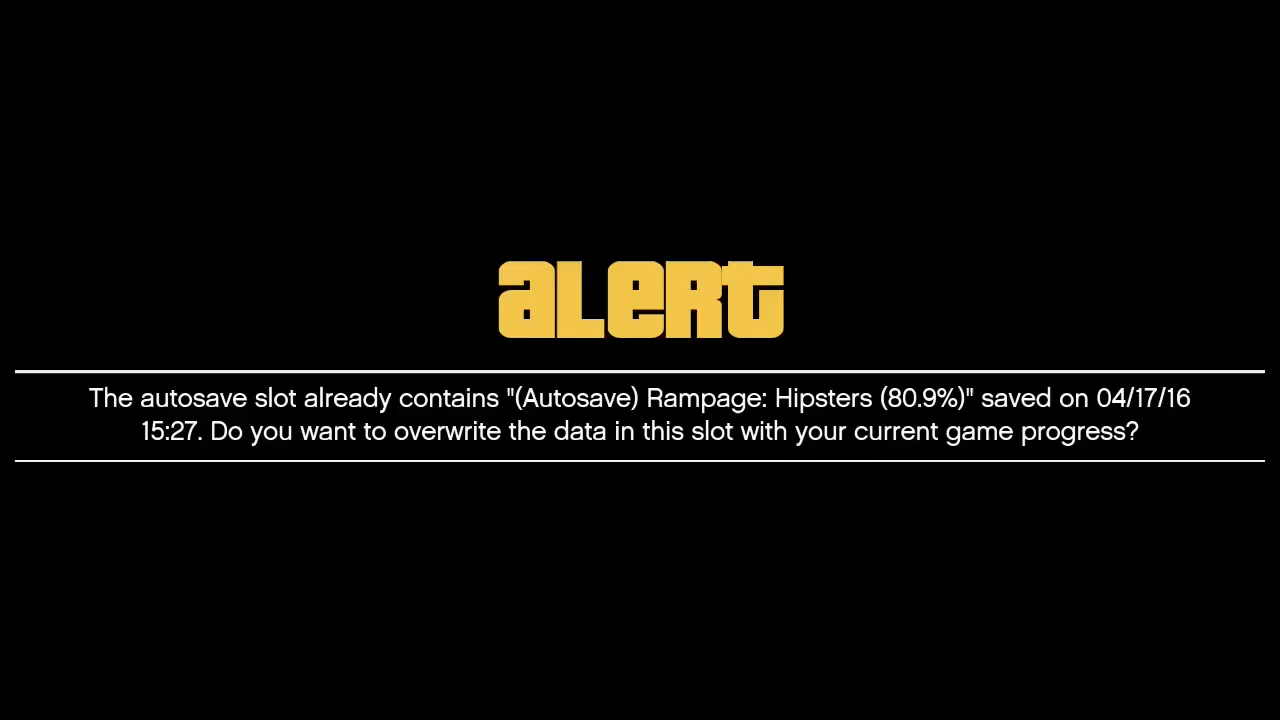 aLeRt
The autosave slot already contains "(Autosave) Rampage: Hipsters (80.9%)" saved on 04/17/16
15:27. Do you want to overwrite the data in this slot with your current game progress?